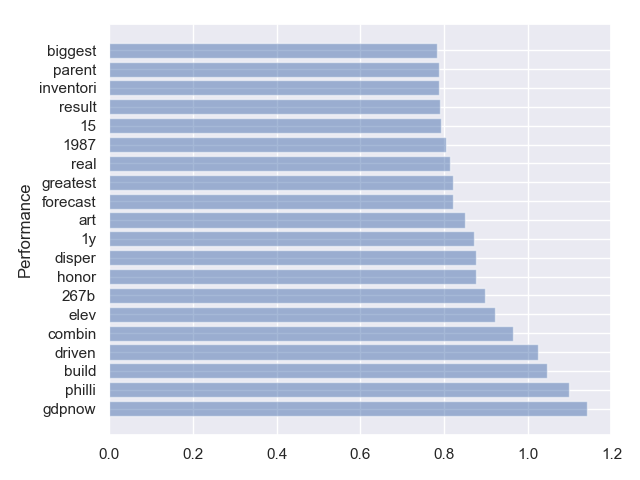 biggest
parent
inventori
result
15
1987
real
greatest
forecast
art
1y
disper
honor
267b
elev
combin
driven
build
philli
gdpnow
Performance
0.0 0.2 0.4 0.6 0.8 1.0 1.2